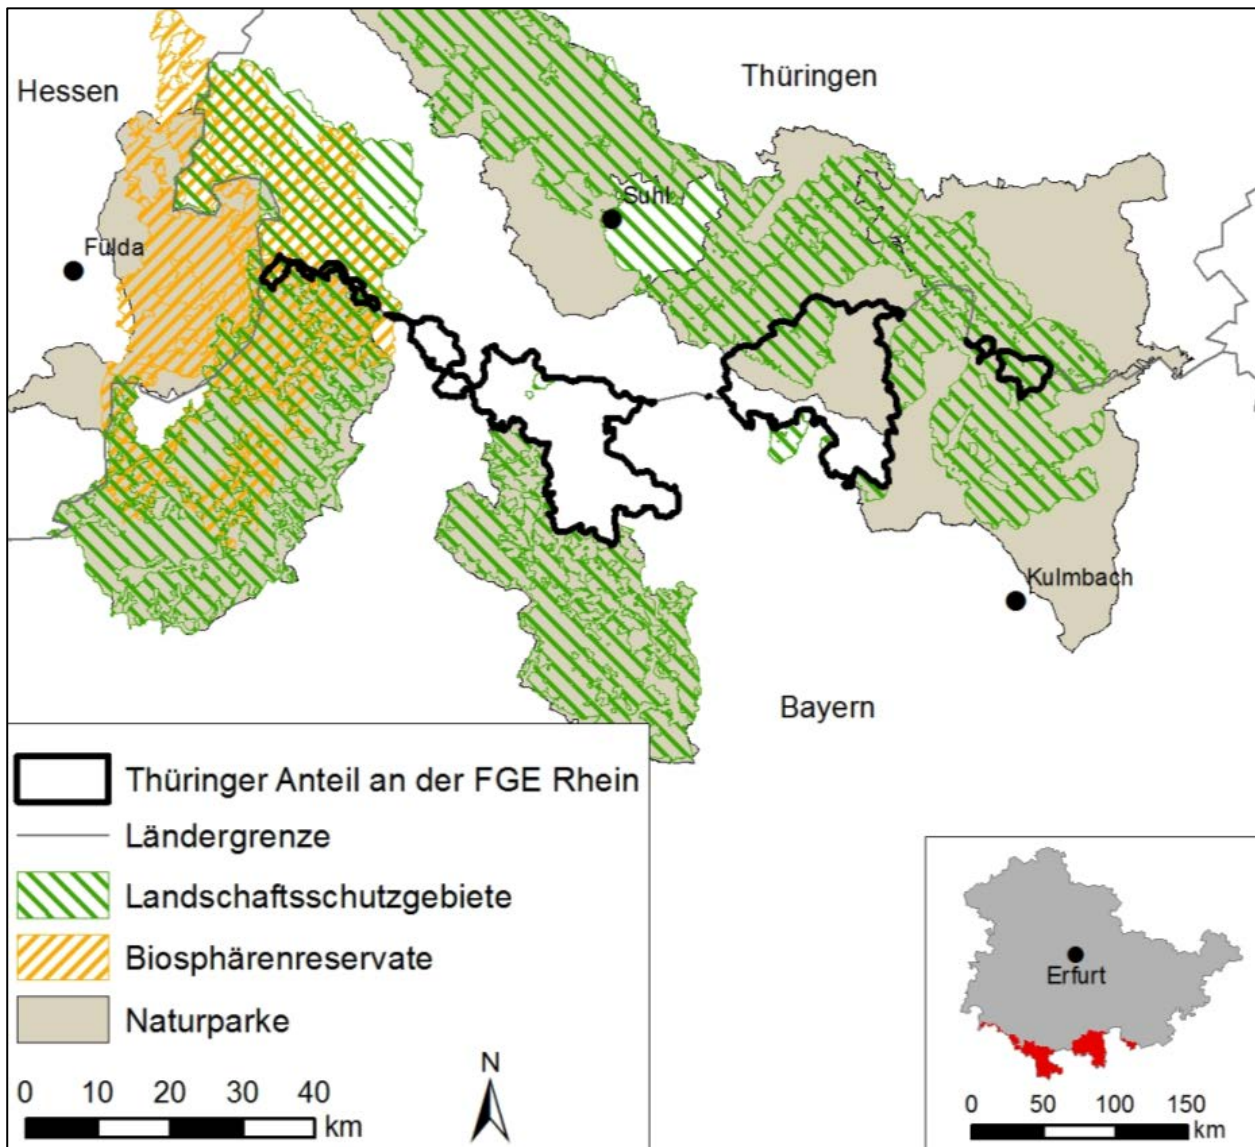 Hessen
Thüringen
Suhl
Fülda
Kulmbach
Bayern
Thüringer Anteil an der FGE Rhein
Ländergrenze
Landschaftsschutzgebiete
Biosphärenreservate
Naturparke
N
0 10 20 30 40
km
Erfurt
0 50 100 150
km